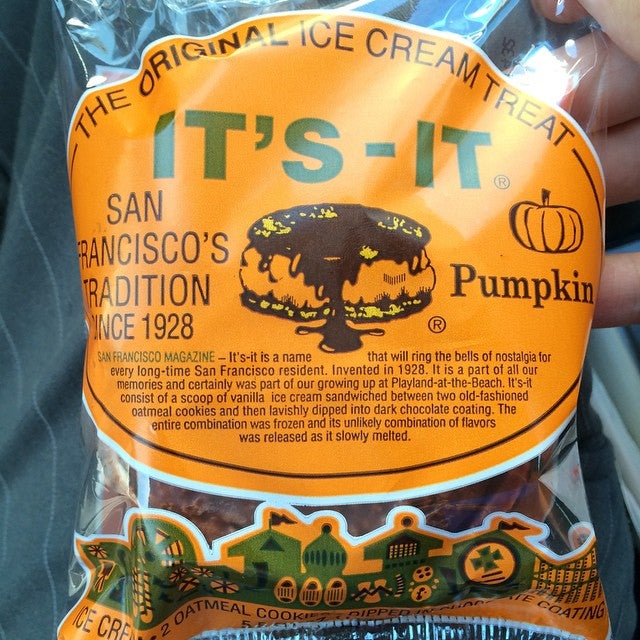 THE ORIGINAL ICE CREAM TREAT
IT'S-IT®
SAN
FRANCISCO'S
TRADITION
SINCE 1928
Pumpkin
®
SAN FRANCISCO MAGAZINE – It's-it is a name that will ring the bells of nostalgia for
every long-time San Francisco resident. Invented in 1928. It is a part of all our
memories and certainly was part of our growing up at Playland-at-the-Beach. It's-it
consist of a scoop of vanilla ice cream sandwiched between two old-fashioned
oatmeal cookies and then lavishly dipped into dark chocolate coating. The
entire combination was frozen and its unlikely combination of flavors
was released as it slowly melted.
ICE CREAM 2 OATMEAL COOKIES DIPPED IN CHOCOLATE COATING